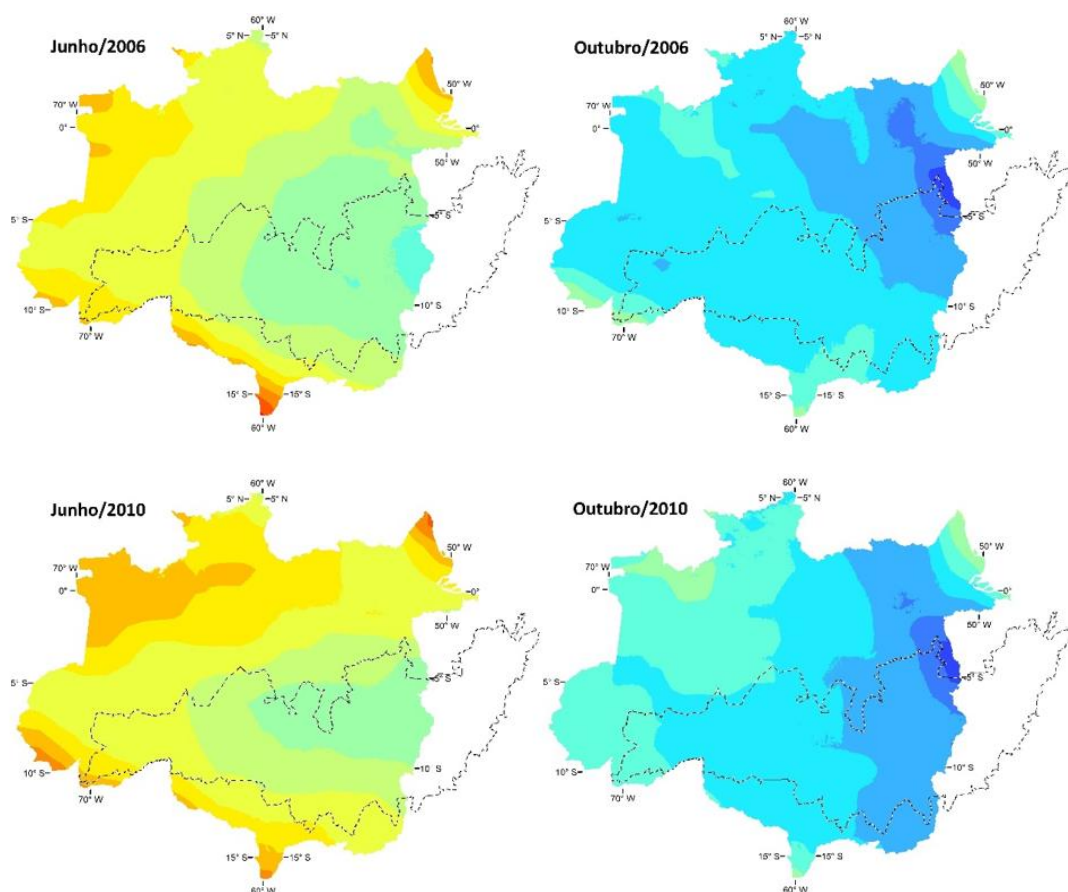 60° W
5° N 5° N
Junho/2006
50° W
70° W
0° 0°
50° W
5° S 5° S
10° S 10° S
70° W
15° S 15° S
60° W
60° W
5° N 5° N
Outubro/2006
50° W
70° W
0° 0°
50° W
5° S 5° S
10° S 10° S
70° W
15° S 15° S
60° W
60° W
5° N 5° N
Junho/2010
50° W
70° W
0° 0°
50° W
5° S 5° S
10° S 10° S
70° W
15° S 15° S
60° W
60° W
5° N 5° N
Outubro/2010
50° W
70° W
0° 0°
50° W
5° S 5° S
10° S 10° S
70° W
15° S 15° S
60° W